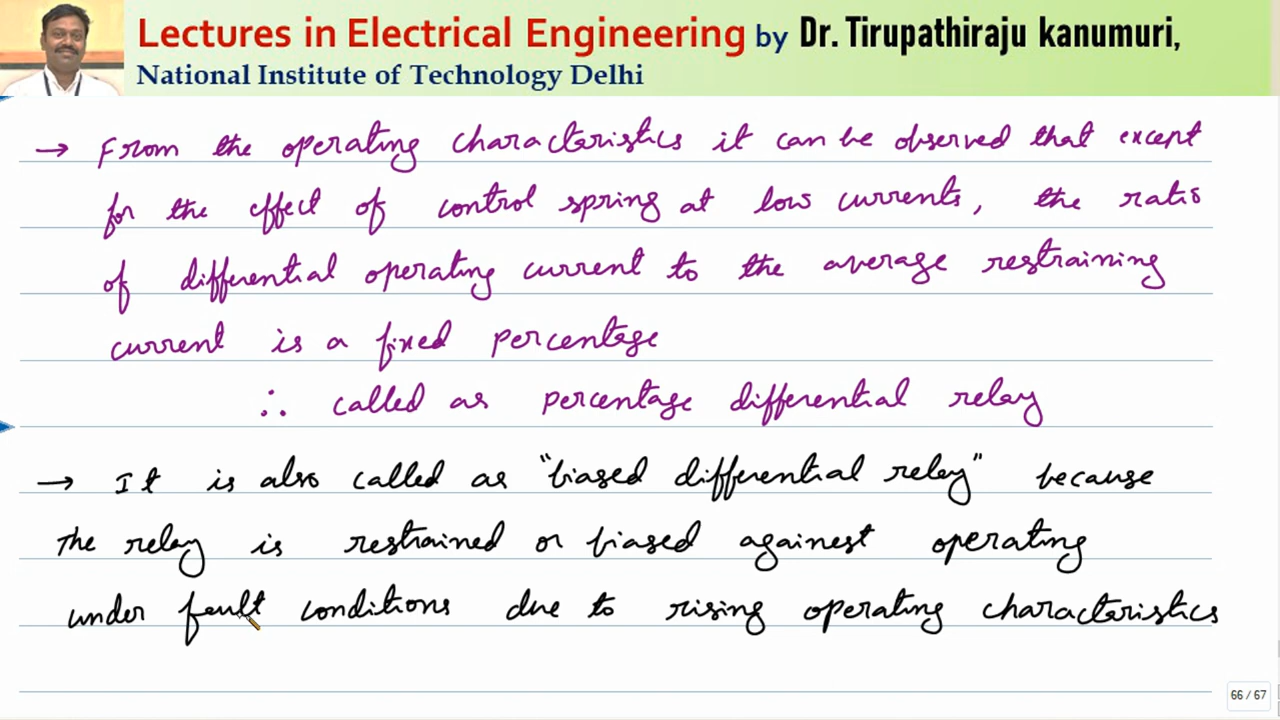 Lectures in Electrical Engineering by Dr. Tirupathiraju kanumuri,
National Institute of Technology Delhi
→ From the operating characteristics it can be observed that except
for the effect of control spring at low currents, the ratio
of differential operating current to the average restraining
current is a fixed percentage
∴ called as percentage differential relay
→ It is also called as "biased differential relay" because
The relay is restrained or biased againest operating
under fault conditions due to rising operating characteristics
66 / 67